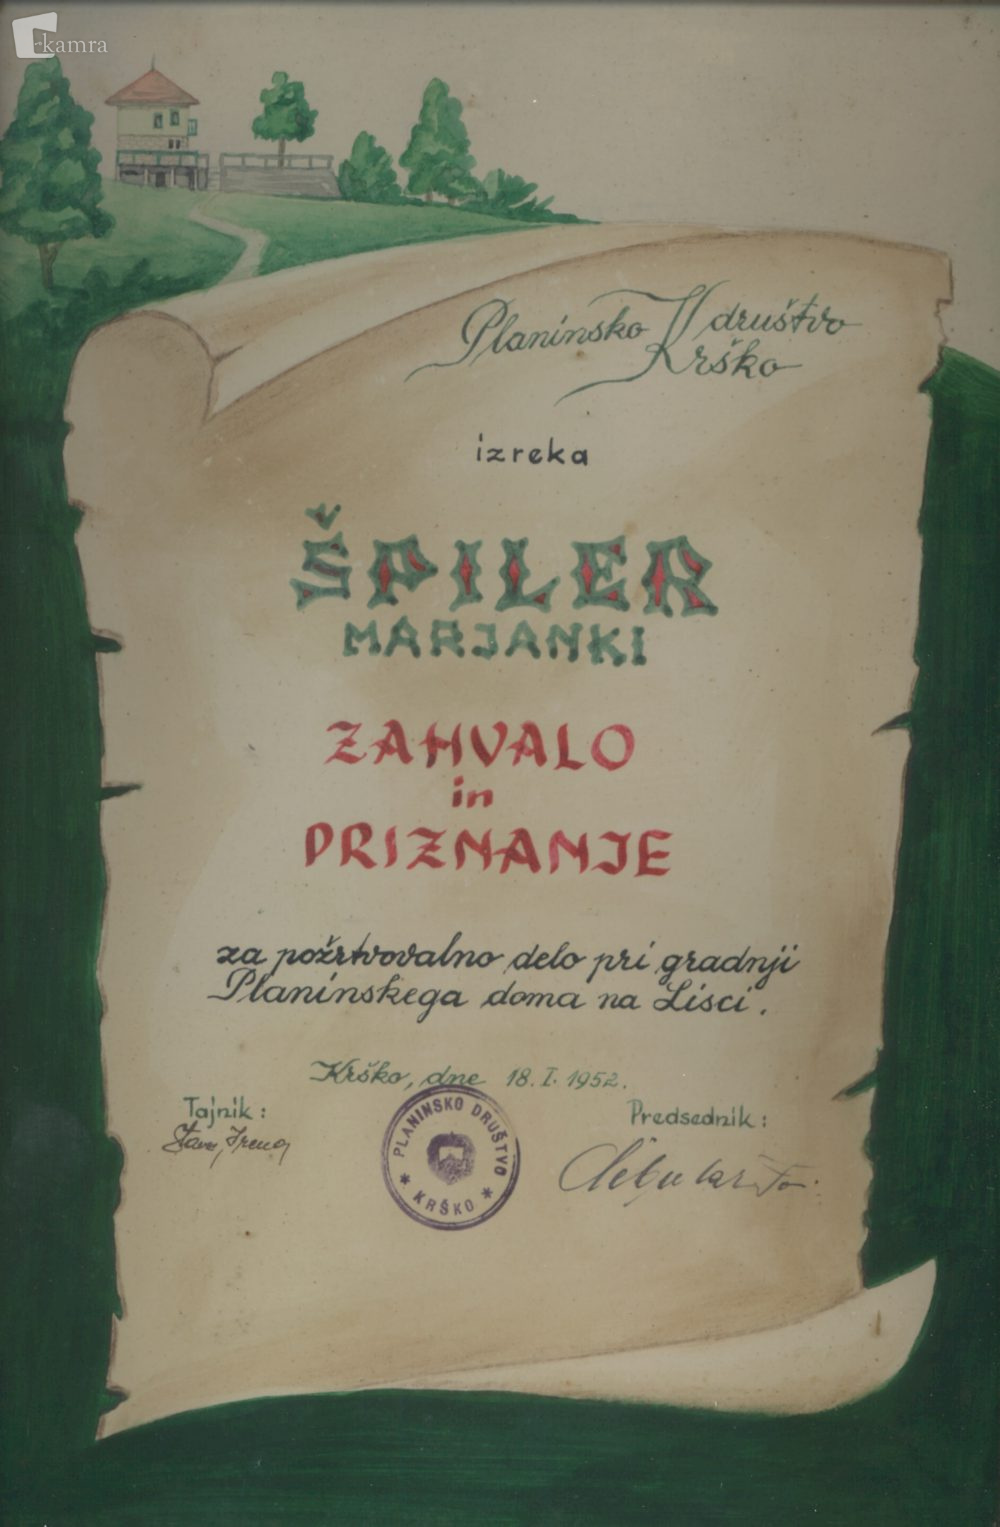 kamra
Planinsko društvo
Krško
izreka
ŠPILER
MARJANKI
ZAHVALO
in
PRIZNANJE
za požrtvovalno delo pri gradnji
Planinskega doma na Lisci.
Krško, dne 18. I. 1952.
Tajnik:
Predsednik:
Irena
PLANINSKO DRUŠTVO
* KRŠKO *